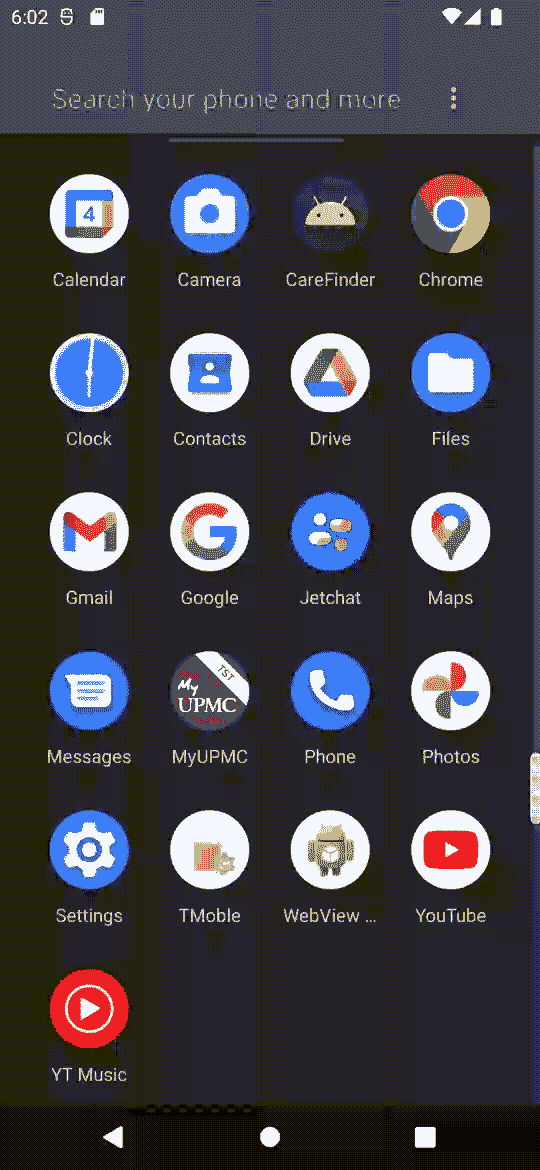 6:02
Search your phone and more
4
Calendar Camera CareFinder Chrome
Clock Contacts Drive Files
Gmail Google Jetchat Maps
TST
My
UPMC
Messages MyUPMC Phone Photos
Settings TMoble WebView ... YouTube
YT Music